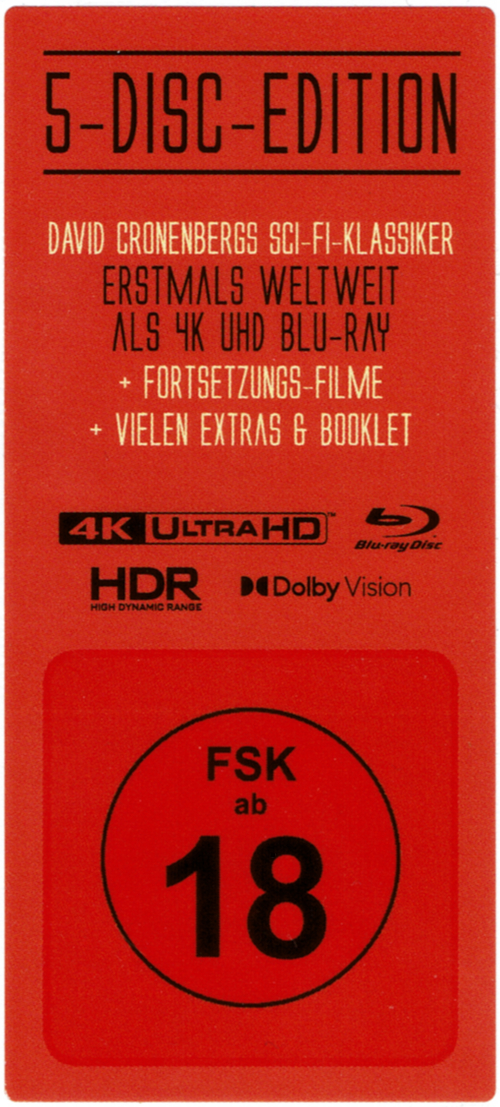 5-DISC-EDITION
DAVID CRONENBERGS SCI-FI-KLASSIKER
ERSTMALS WELTWEIT
ALS 4K UHD BLU-RAY
+ FORTSETZUNGS-FILME
+ VIELEN EXTRAS & BOOKLET
4K ULTRA HD™ Blu-ray Disc
HDR Dolby Vision
HIGH DYNAMIC RANGE
FSK
ab
18